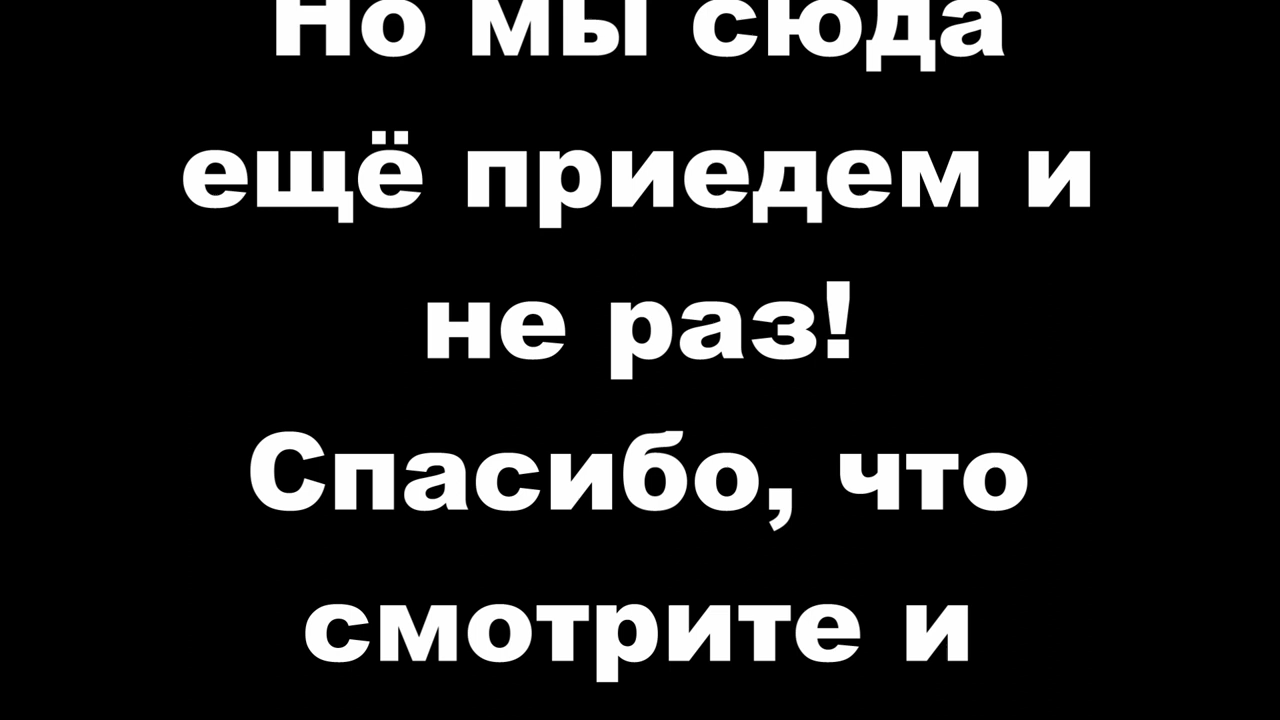 Но мы сюда
ещё приедем и
не раз!
Спасибо, что
смотрите и